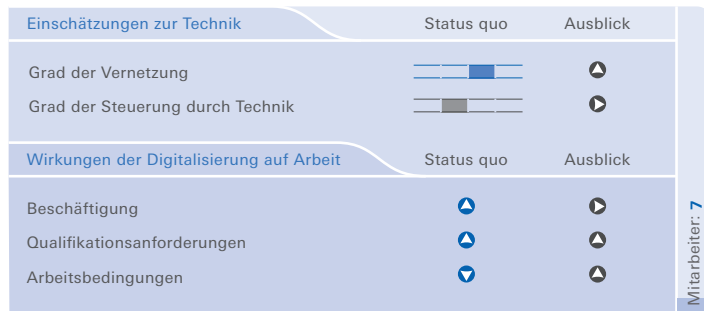 Einschätzungen zur Technik Status quo Ausblick
Grad der Vernetzung
Grad der Steuerung durch Technik
Wirkungen der Digitalisierung auf Arbeit Status quo Ausblick
Beschäftigung
Qualifikationsanforderungen
Arbeitsbedingungen
Mitarbeiter: 7